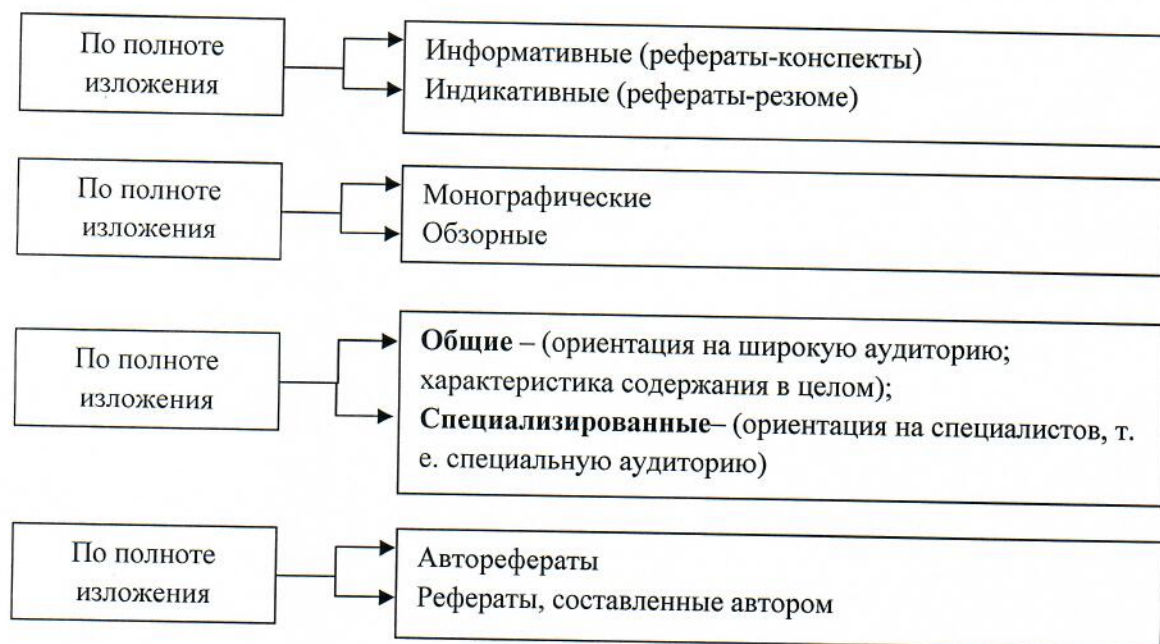 По полноте
изложения
Информативные (рефераты-конспекты)
Индикативные (рефераты-резюме)
По полноте
изложения
Монографические
Обзорные
По полноте
изложения
Общие – (ориентация на широкую аудиторию;
характеристика содержания в целом);
Специализированные– (ориентация на специалистов, т.
е. специальную аудиторию)
По полноте
изложения
Авторефераты
Рефераты, составленные автором